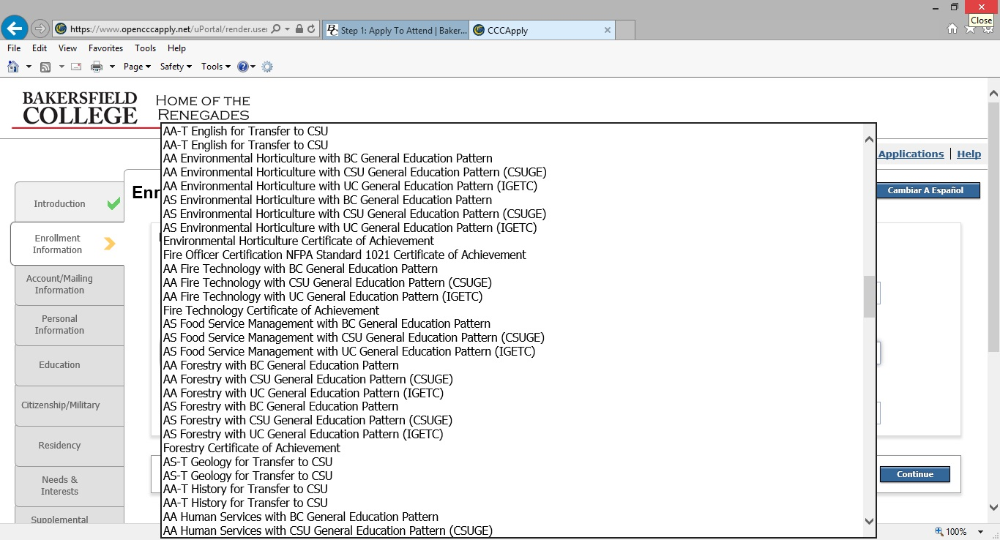 Close
https://www.opencccapply.net/uPortal/render.use
Step 1: Apply To Attend | Baker...
CCCApply
File Edit View Favorites Tools Help
Page Safety Tools
BAKERSFIELD
COLLEGE
HOME OF THE
RENEGADES
Applications | Help
Enr
Cambiar A Español
Introduction
Enrollment
Information
Account/Mailing
Information
Personal
Information
Education
Citizenship/Military
Residency
Needs &
Interests
Supplemental
AA-T English for Transfer to CSU
AA-T English for Transfer to CSU
AA Environmental Horticulture with BC General Education Pattern
AA Environmental Horticulture with CSU General Education Pattern (CSUGE)
AA Environmental Horticulture with UC General Education Pattern (IGETC)
AS Environmental Horticulture with BC General Education Pattern
AS Environmental Horticulture with CSU General Education Pattern (CSUGE)
AS Environmental Horticulture with UC General Education Pattern (IGETC)
Environmental Horticulture Certificate of Achievement
Fire Officer Certification NFPA Standard 1021 Certificate of Achievement
AA Fire Technology with BC General Education Pattern
AA Fire Technology with CSU General Education Pattern (CSUGE)
AA Fire Technology with UC General Education Pattern (IGETC)
Fire Technology Certificate of Achievement
AS Food Service Management with BC General Education Pattern
AS Food Service Management with CSU General Education Pattern (CSUGE)
AS Food Service Management with UC General Education Pattern (IGETC)
AA Forestry with BC General Education Pattern
AA Forestry with CSU General Education Pattern (CSUGE)
AA Forestry with UC General Education Pattern (IGETC)
AS Forestry with BC General Education Pattern
AS Forestry with CSU General Education Pattern (CSUGE)
AS Forestry with UC General Education Pattern (IGETC)
Forestry Certificate of Achievement
AS-T Geology for Transfer to CSU
AS-T Geology for Transfer to CSU
AA-T History for Transfer to CSU
AA-T History for Transfer to CSU
AA Human Services with BC General Education Pattern
AA Human Services with CSU General Education Pattern (CSUGE)
Continue
100%